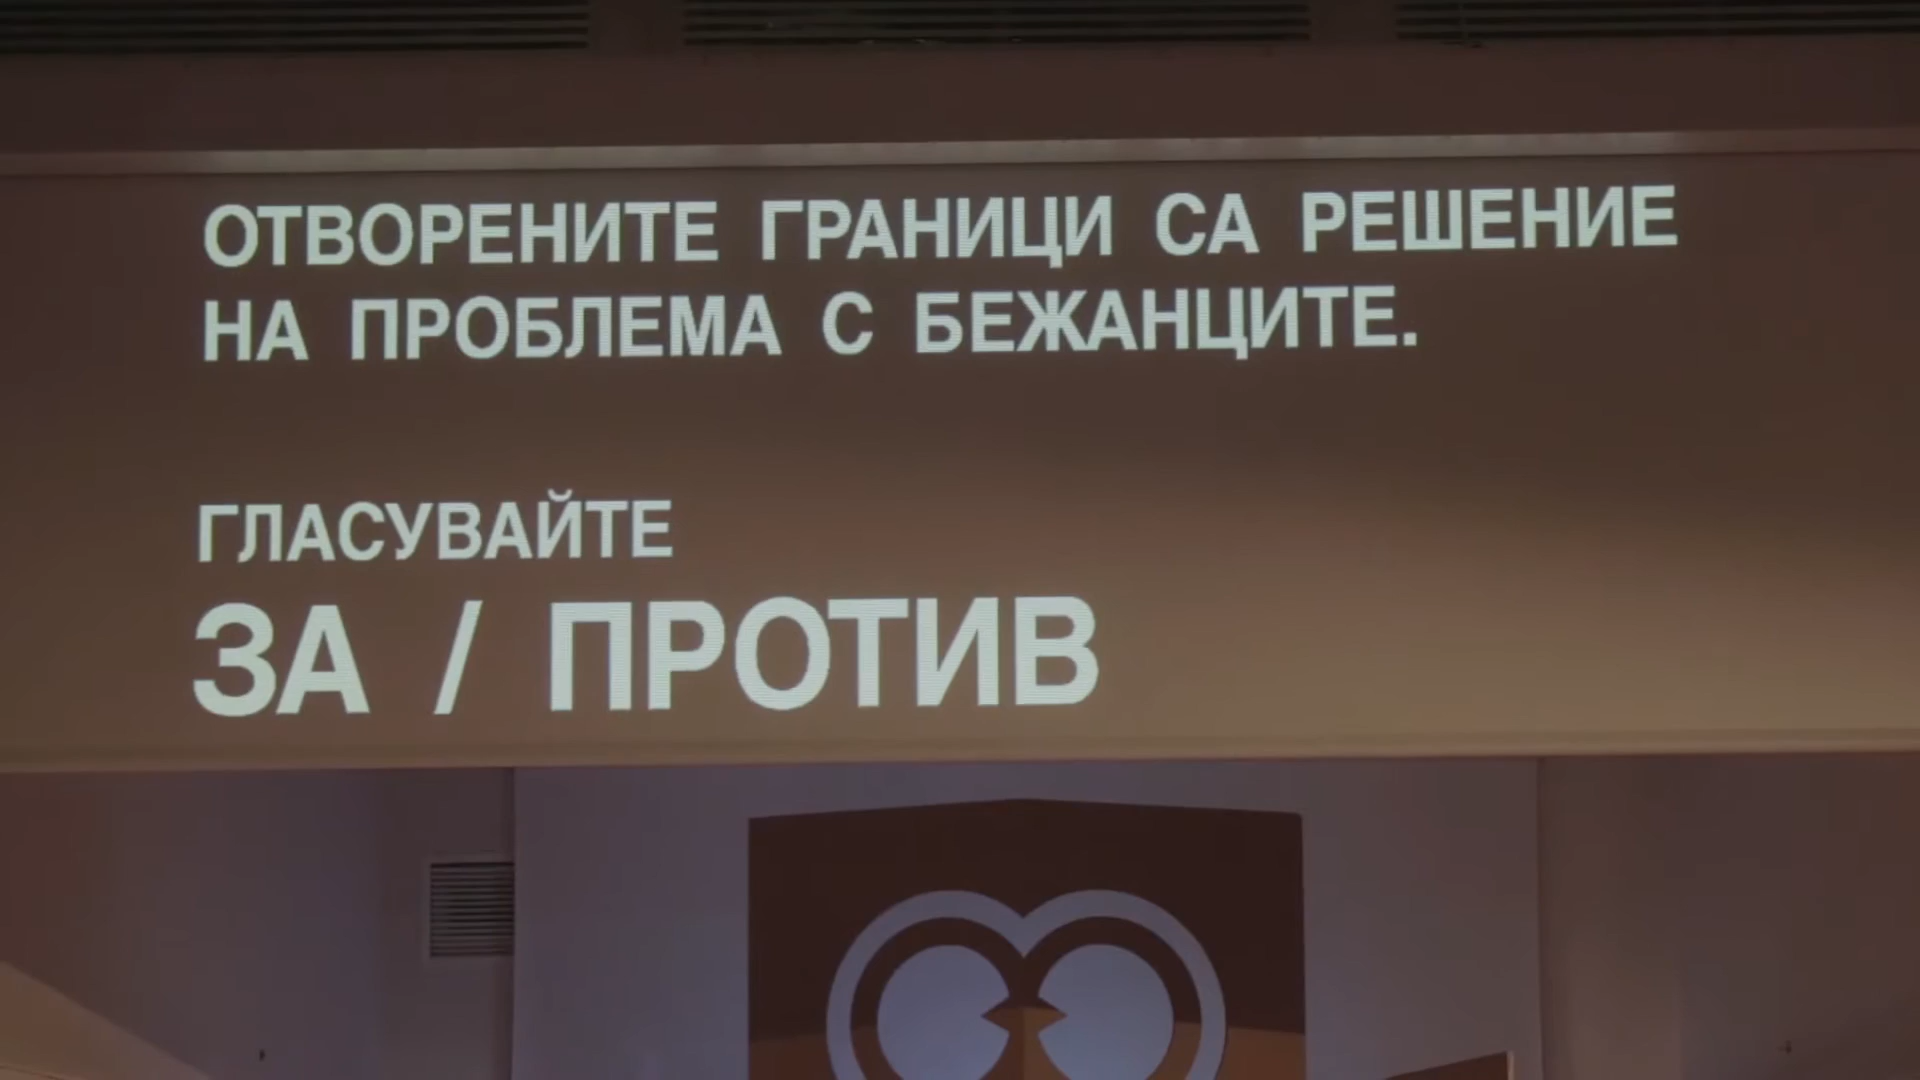 ОТВОРЕНИТЕ ГРАНИЦИ СА РЕШЕНИЕ
НА ПРОБЛЕМА С БЕЖАНЦИТЕ.
ГЛАСУВАЙТЕ
ЗА / ПРОТИВ